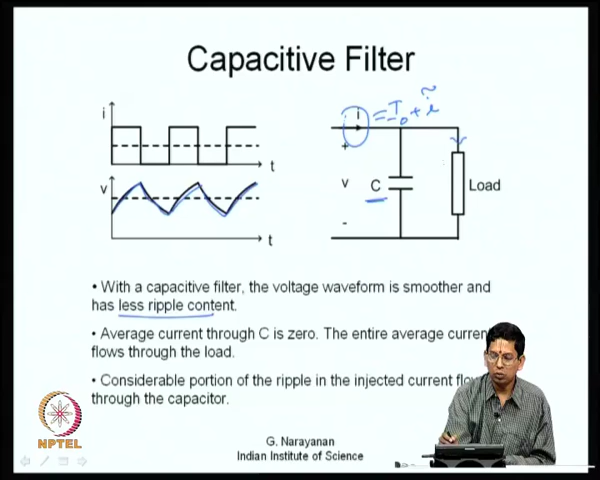 Capacitive Filter
i
t
v
t
i = I₀ + ĩ
+
v
C
-
Load
• With a capacitive filter, the voltage waveform is smoother and
has less ripple content.
• Average current through C is zero. The entire average curren
flows through the load.
• Considerable portion of the ripple in the injected current flo
through the capacitor.
NPTEL
G. Narayanan
Indian Institute of Science